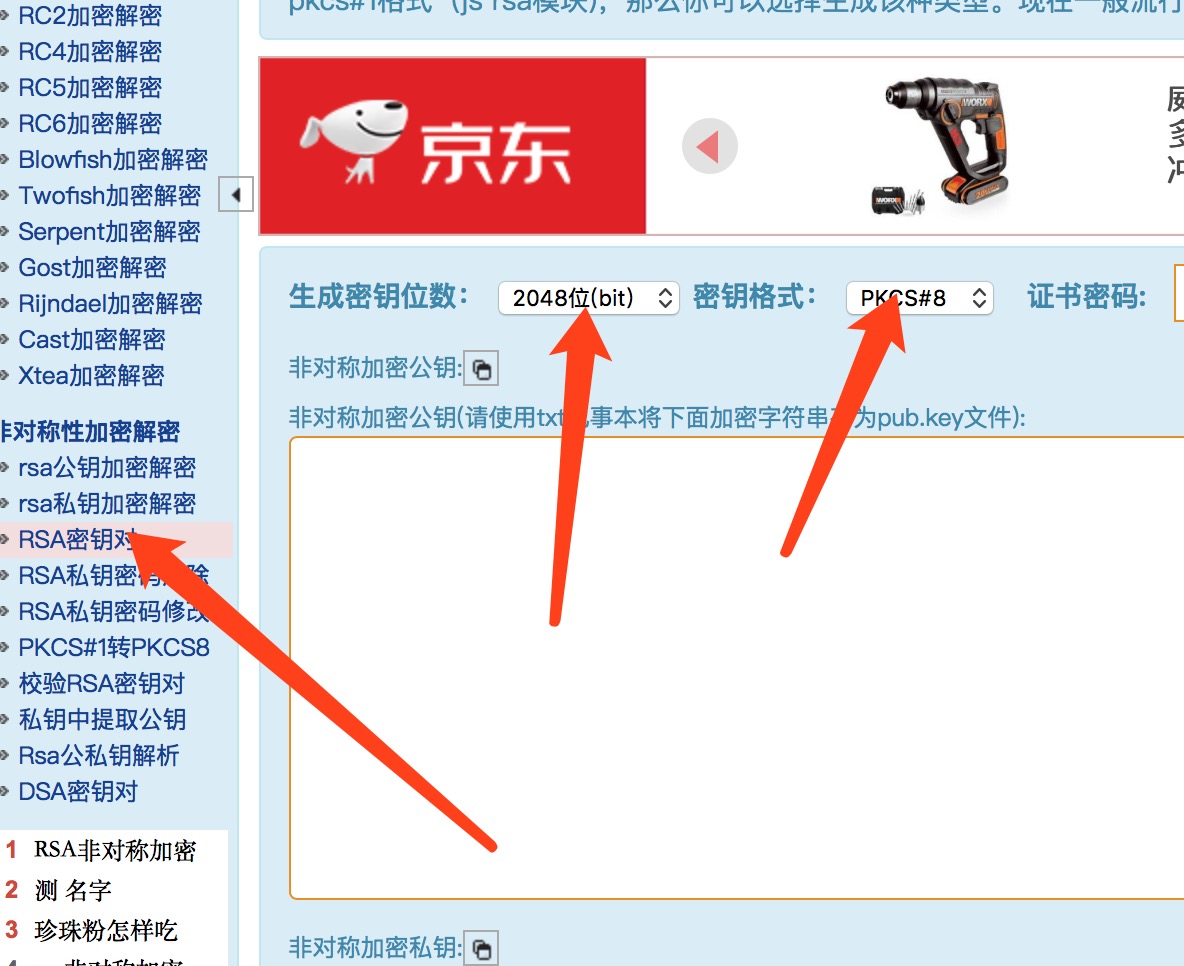 RC2加密解密
RC4加密解密
RC5加密解密
RC6加密解密
Blowfish加密解密
Twofish加密解密
Serpent加密解密
Gost加密解密
Rijndael加密解密
Cast加密解密
Xtea加密解密
非对称性加密解密
rsa公钥加密解密
rsa私钥加密解密
RSA密钥对
RSA私钥密码 除
RSA私钥密码修改
PKCS#1转PKCS8
校验RSA密钥对
私钥中提取公钥
Rsa公私钥解析
DSA密钥对
1 RSA非对称加密
2 测 名字
3 珍珠粉怎样吃
非对称加密
pkcs#1格式 (js rsa模块)，那么你可以选择生成该种类型。现在一般流行
京东
WORX
WORX
20V
威
多
冲
生成密钥位数： 2048位(bit) 密钥格式： PKCS#8 证书密码:
非对称加密公钥:
非对称加密公钥(请使用txt 事本将下面加密字符串 为pub.key文件):
非对称加密私钥: